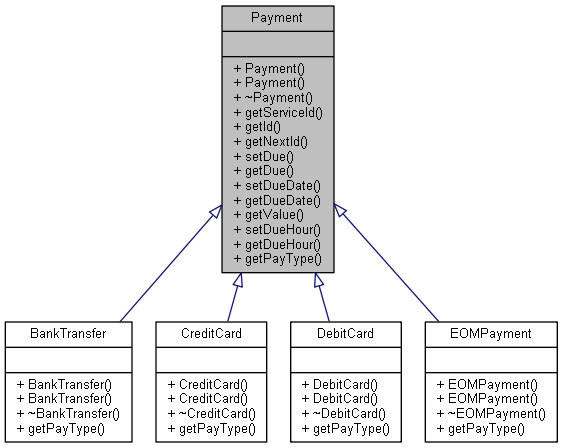 Payment
+ Payment()
+ Payment()
+ ~Payment()
+ getServiceId()
+ getId()
+ getNextId()
+ setDue()
+ getDue()
+ setDueDate()
+ getDueDate()
+ getValue()
+ setDueHour()
+ getDueHour()
+ getPayType()
BankTransfer
+ BankTransfer()
+ BankTransfer()
+ ~BankTransfer()
+ getPayType()
CreditCard
+ CreditCard()
+ CreditCard()
+ ~CreditCard()
+ getPayType()
DebitCard
+ DebitCard()
+ DebitCard()
+ ~DebitCard()
+ getPayType()
EOMPayment
+ EOMPayment()
+ EOMPayment()
+ ~EOMPayment()
+ getPayType()